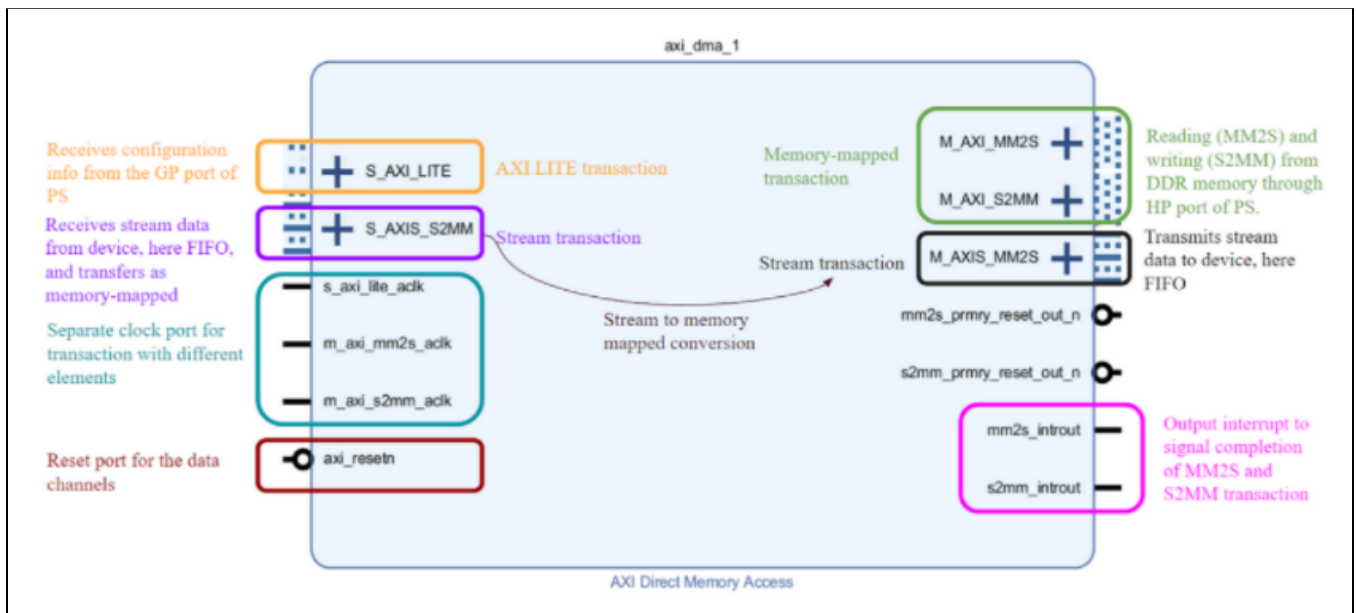 axi_dma_1
Receives configuration
info from the GP port of
PS
S_AXI_LITE
AXI LITE transaction
Receives stream data
from device, here FIFO,
and transfers as
memory-mapped
S_AXIS_S2MM
Stream transaction
Separate clock port for
transaction with different
elements
s_axi_lite_aclk
m_axi_mm2s_aclk
m_axi_s2mm_aclk
Reset port for the data
channels
axi_resetn
Stream to memory
mapped conversion
Memory-mapped
transaction
M_AXI_MM2S
M_AXI_S2MM
Reading (MM2S) and
writing (S2MM) from
DDR memory through
HP port of PS.
Stream transaction
M_AXIS_MM2S
Transmits stream
data to device, here
FIFO
mm2s_prmry_reset_out_n
s2mm_prmry_reset_out_n
mm2s_introut
s2mm_introut
Output interrupt to
signal completion
of MM2S and
S2MM transaction
AXI Direct Memory Access